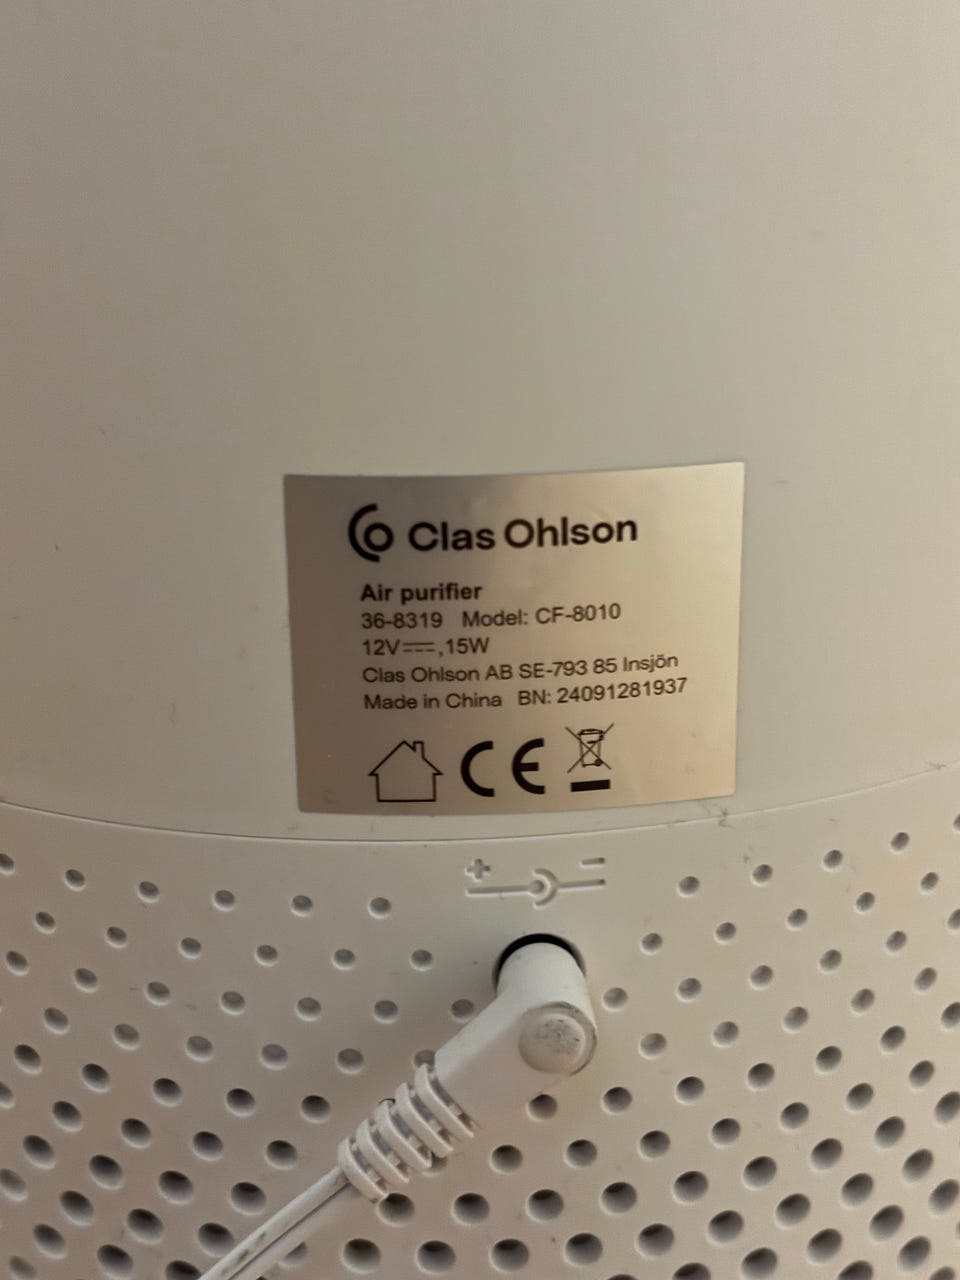 Clas Ohlson
Air purifier
36-8319 Model: CF-8010
12V⎓,15W
Clas Ohlson AB SE-793 85 Insjön
Made in China BN: 24091281937
CE
+ -